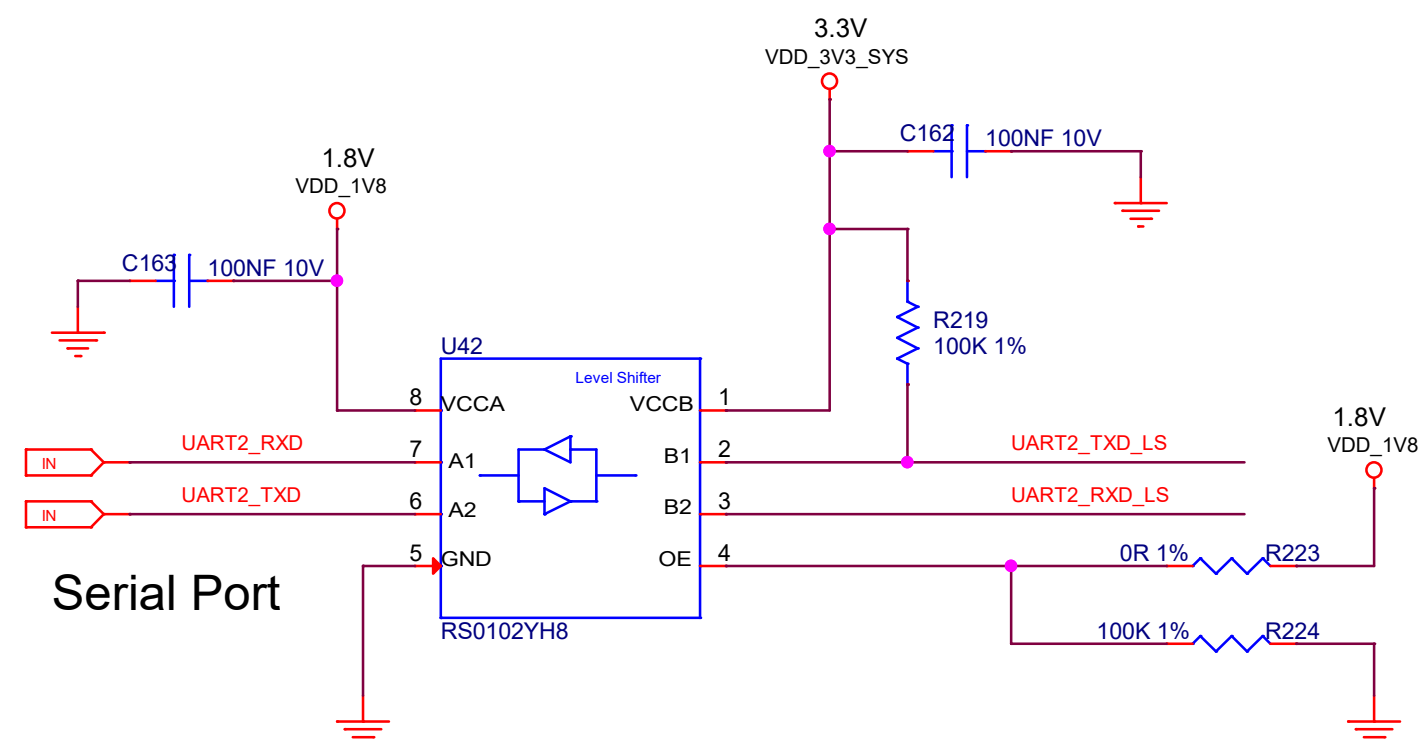 3.3V
VDD_3V3_SYS
C162
100NF 10V
1.8V
VDD_1V8
C163
100NF 10V
R219
100K 1%
U42
Level Shifter
8
VCCA
VCCB
1
1.8V
VDD_1V8
IN
UART2_RXD
7
A1
B1
2
UART2_TXD_LS
IN
UART2_TXD
6
A2
B2
3
UART2_RXD_LS
5
GND
OE
4
0R 1%
R223
Serial Port
RS0102YH8
100K 1%
R224